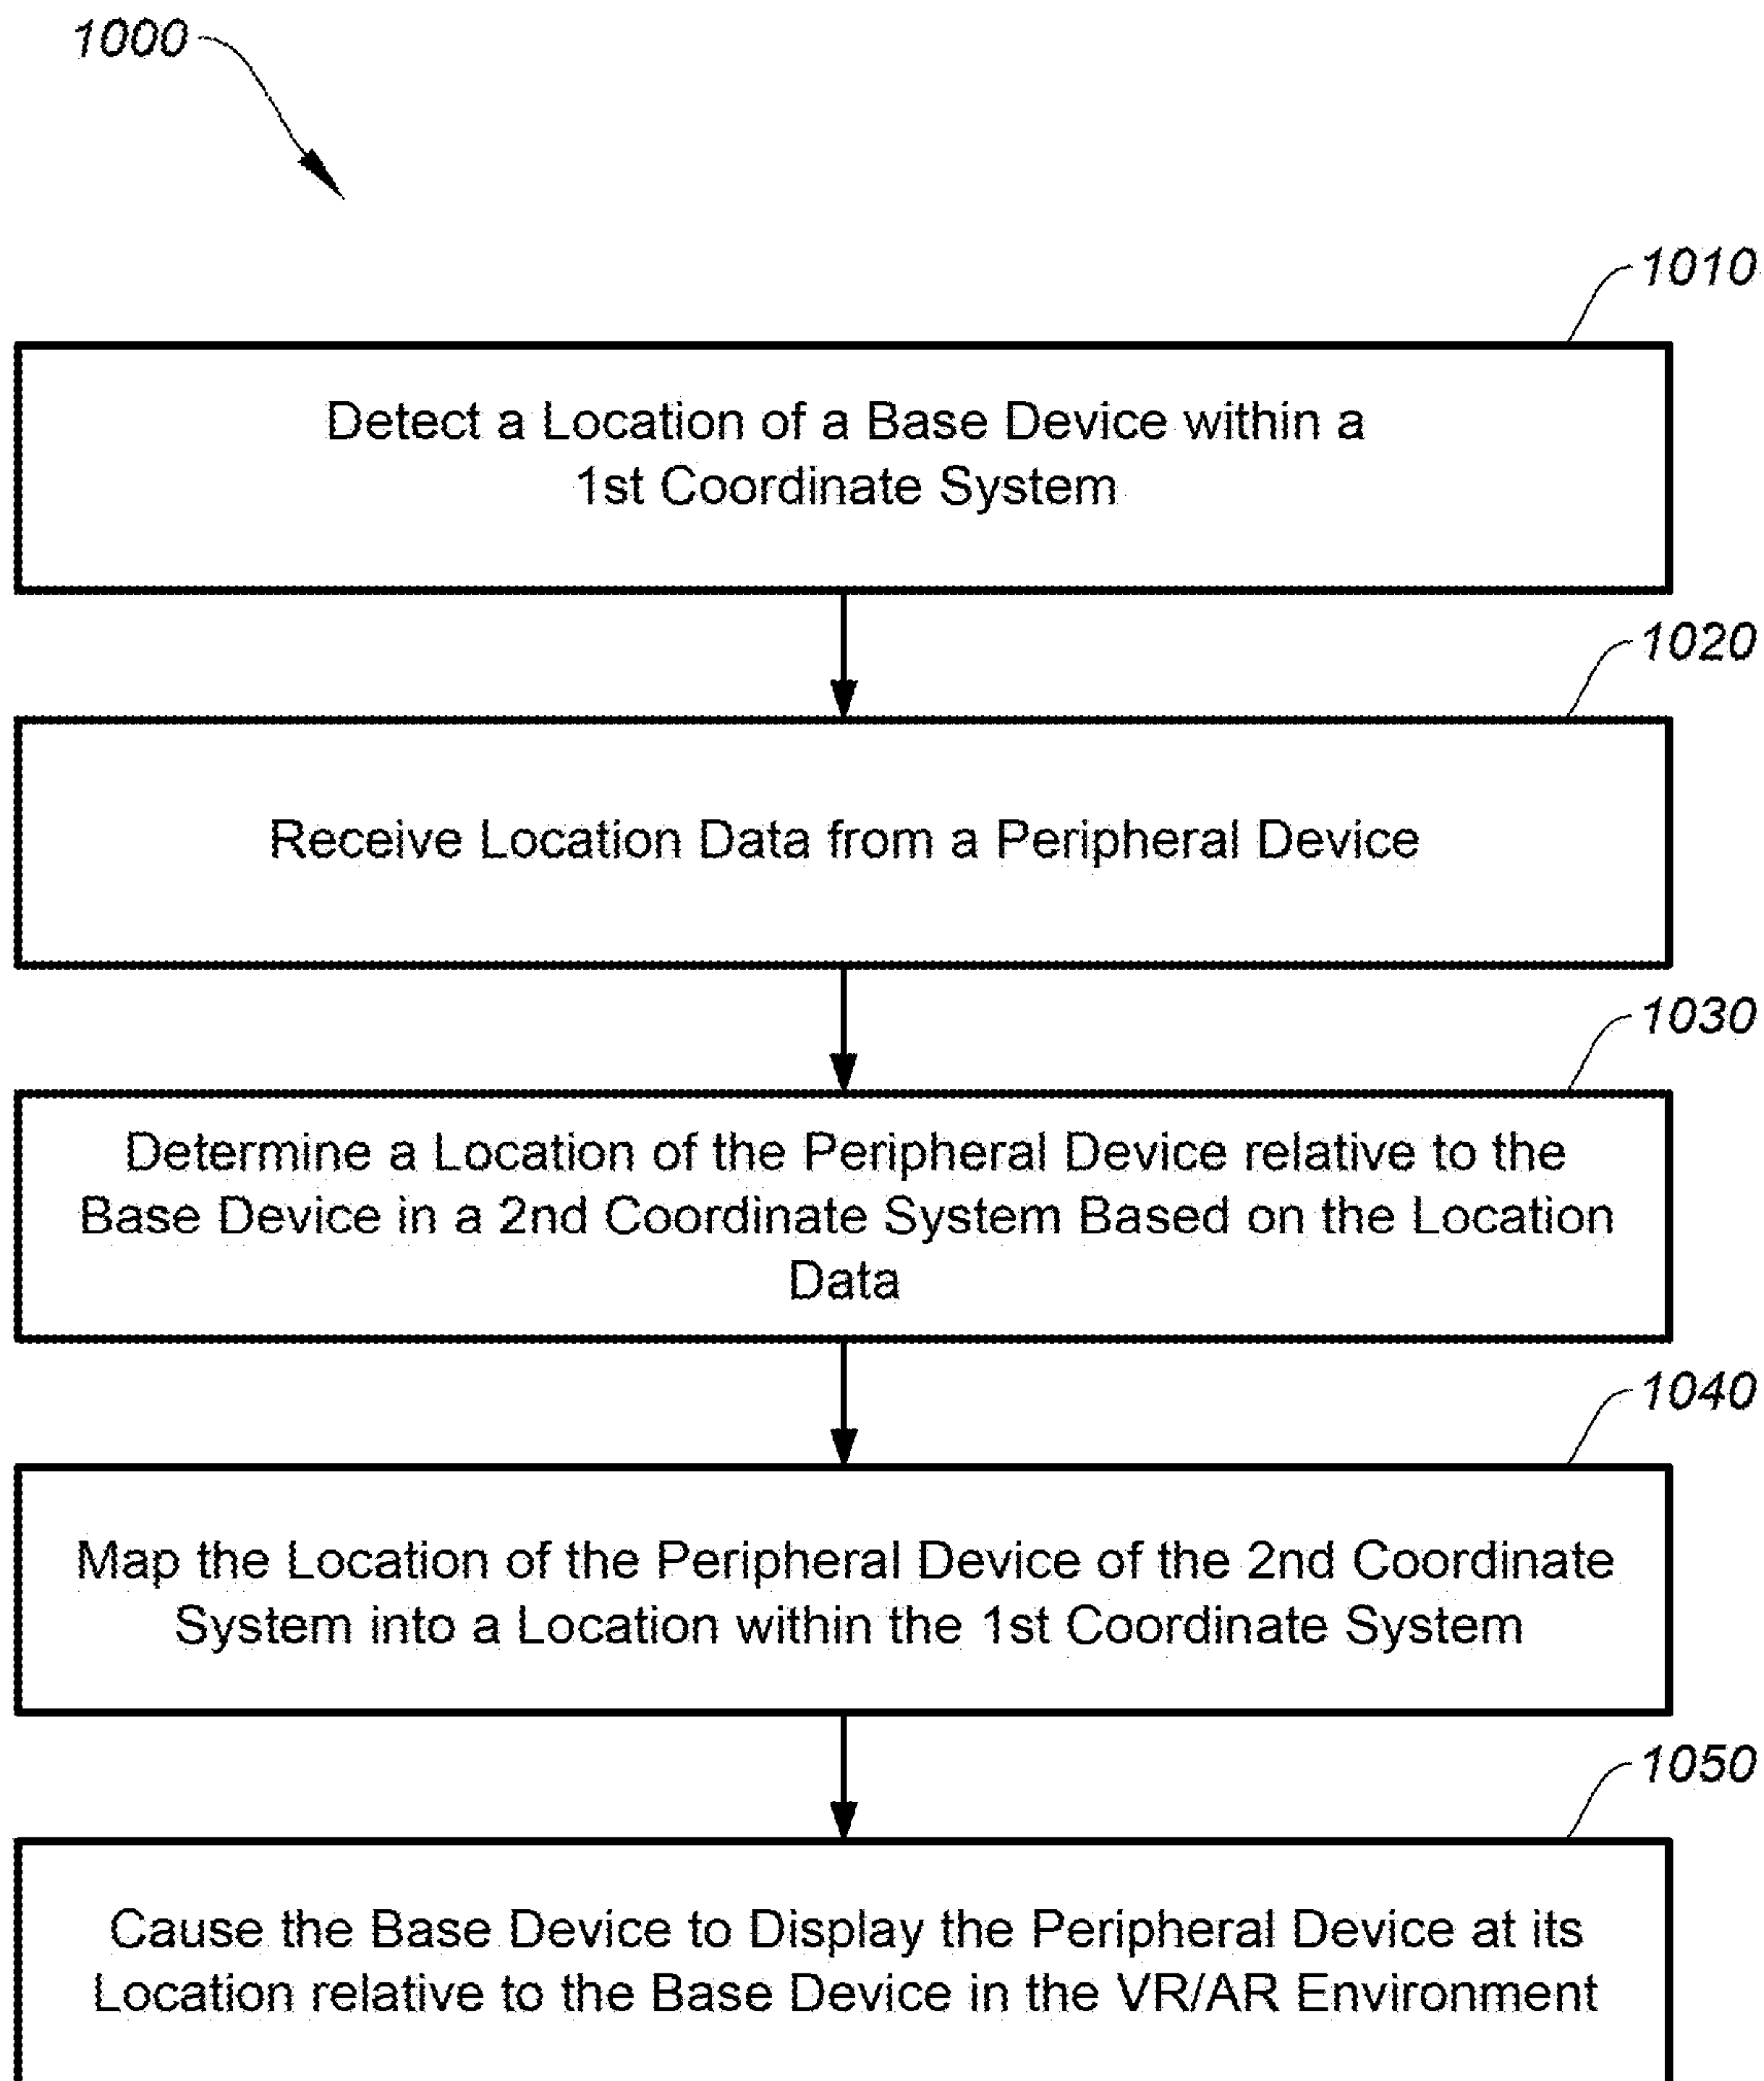 1000
1010
Detect a Location of a Base Device within a
1st Coordinate System
1020
Receive Location Data from a Peripheral Device
1030
Determine a Location of the Peripheral Device relative to the
Base Device in a 2nd Coordinate System Based on the Location
Data
1040
Map the Location of the Peripheral Device of the 2nd Coordinate
System into a Location within the 1st Coordinate System
1050
Cause the Base Device to Display the Peripheral Device at its
Location relative to the Base Device in the VR/AR Environment